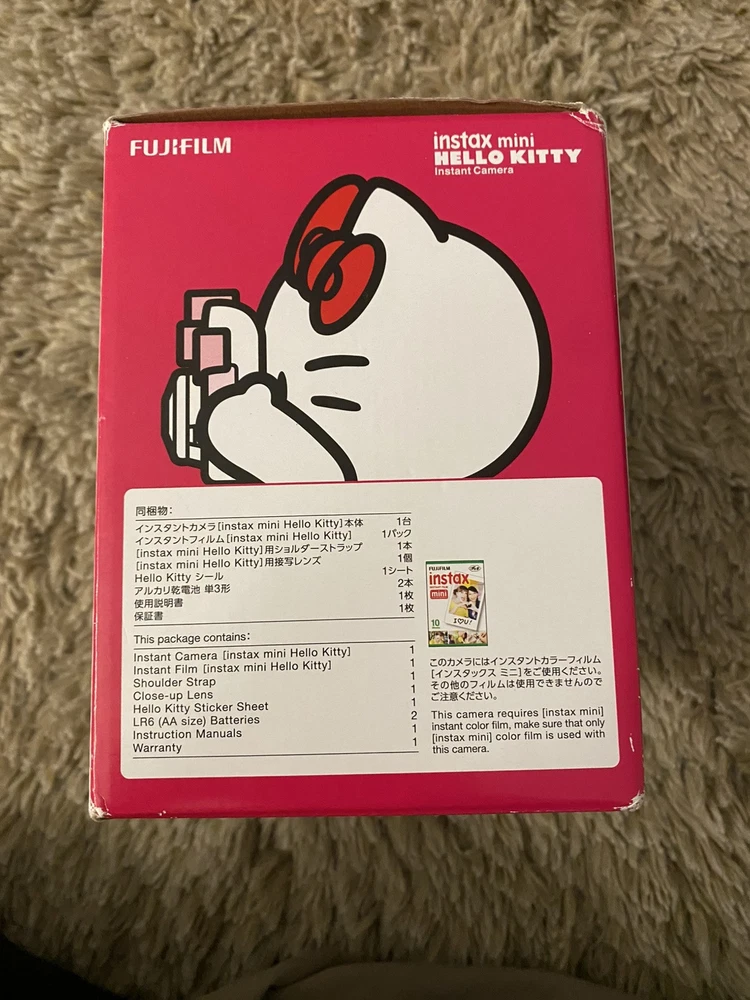 FUJIFILM
instax mini
HELLO KITTY
Instant Camera
同梱物:
インスタントカメラ[instax mini Hello Kitty]本体 1台
インスタントフィルム[instax mini Hello Kitty] 1パック
[instax mini Hello Kitty]用ショルダーストラップ 1本
[instax mini Hello Kitty]用接写レンズ 1個
Hello Kitty シール 1シート
アルカリ乾電池 単3形 2本
使用説明書 1枚
保証書 1枚
This package contains:
Instant Camera [instax mini Hello Kitty] 1
Instant Film [instax mini Hello Kitty] 1
Shoulder Strap 1
Close-up Lens 1
Hello Kitty Sticker Sheet 1
LR6 (AA size) Batteries 2
Instruction Manuals 1
Warranty 1
FUJIFILM
instax
mini
I♡U!
10
このカメラにはインスタントカラーフィルム
[インスタックス ミニ]をご使用ください。
その他のフィルムは使用できませんので
ご注意ください。
This camera requires [instax mini]
instant color film, make sure that only
[instax mini] color film is used with
this camera.